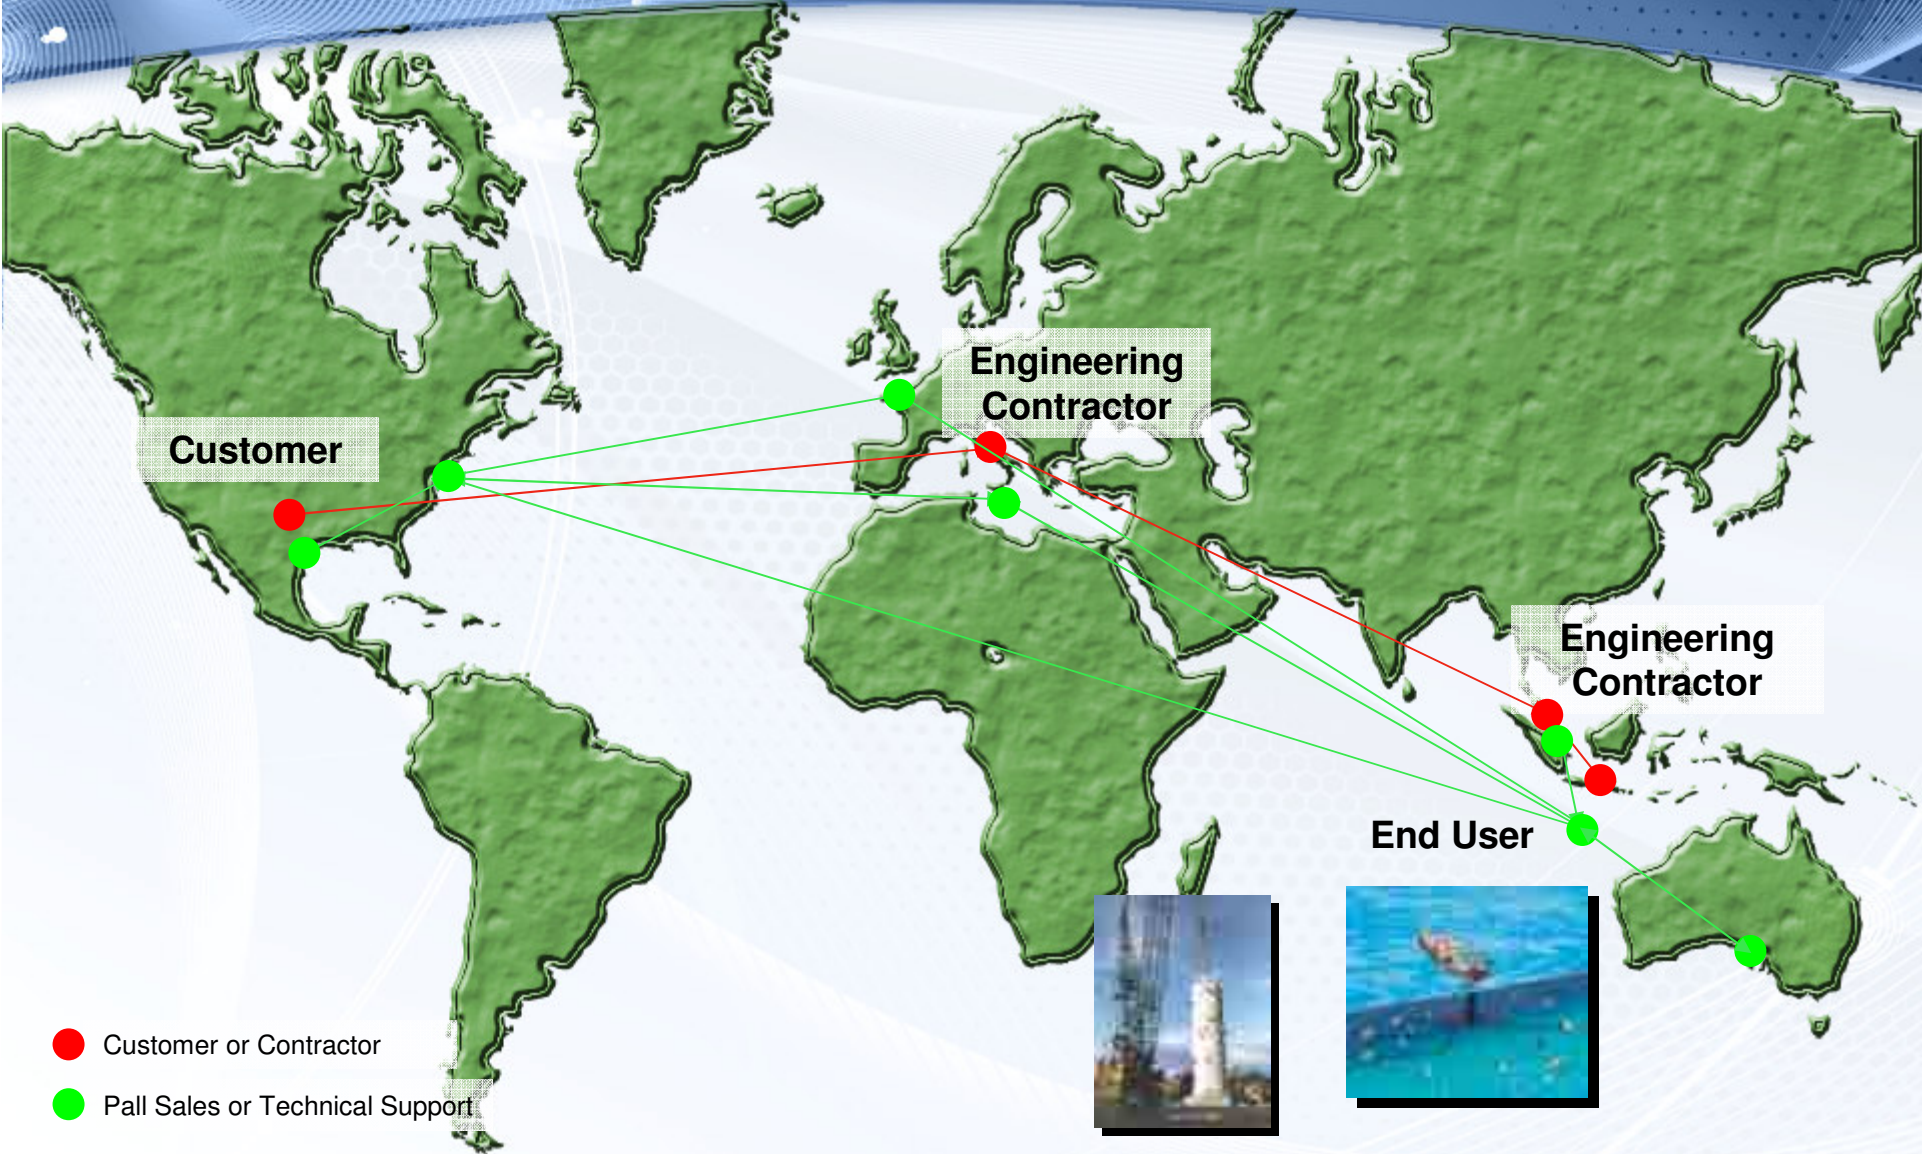 Engineering
Contractor
Customer
Engineering
Contractor
End User
Customer or Contractor
Pall Sales or Technical Support